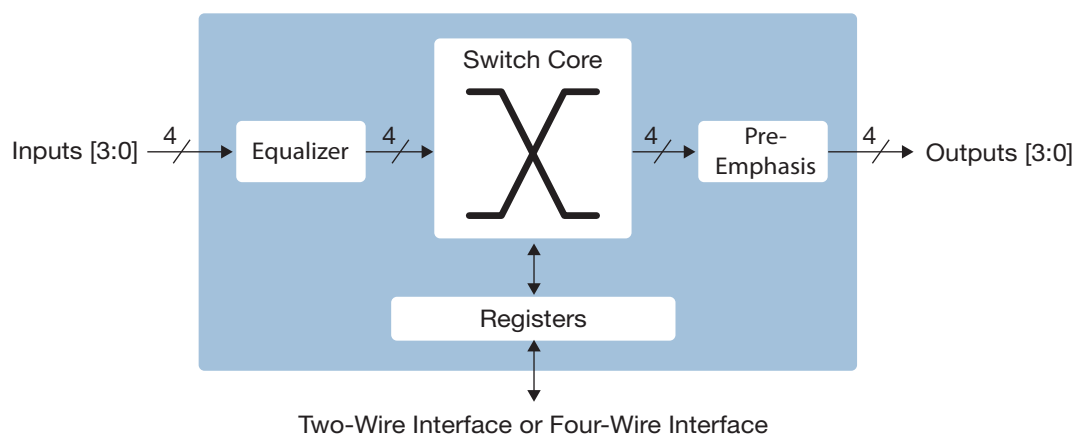 Switch Core
Inputs [3:0]
4
Equalizer
4
4
Pre-
Emphasis
4
Outputs [3:0]
Registers
Two-Wire Interface or Four-Wire Interface